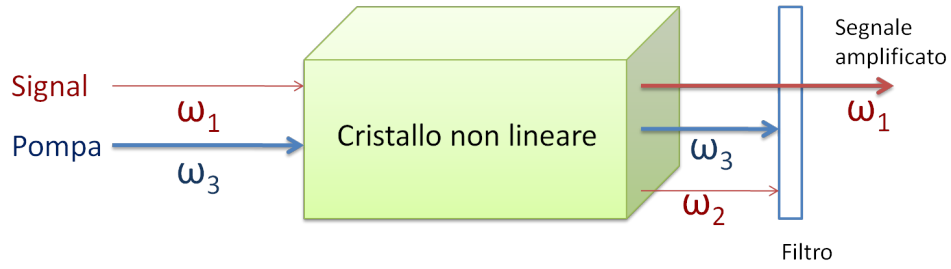 Signal
ω1
Pompa
ω3
Cristallo non lineare
Segnale
amplificato
ω1
ω3
ω2
Filtro